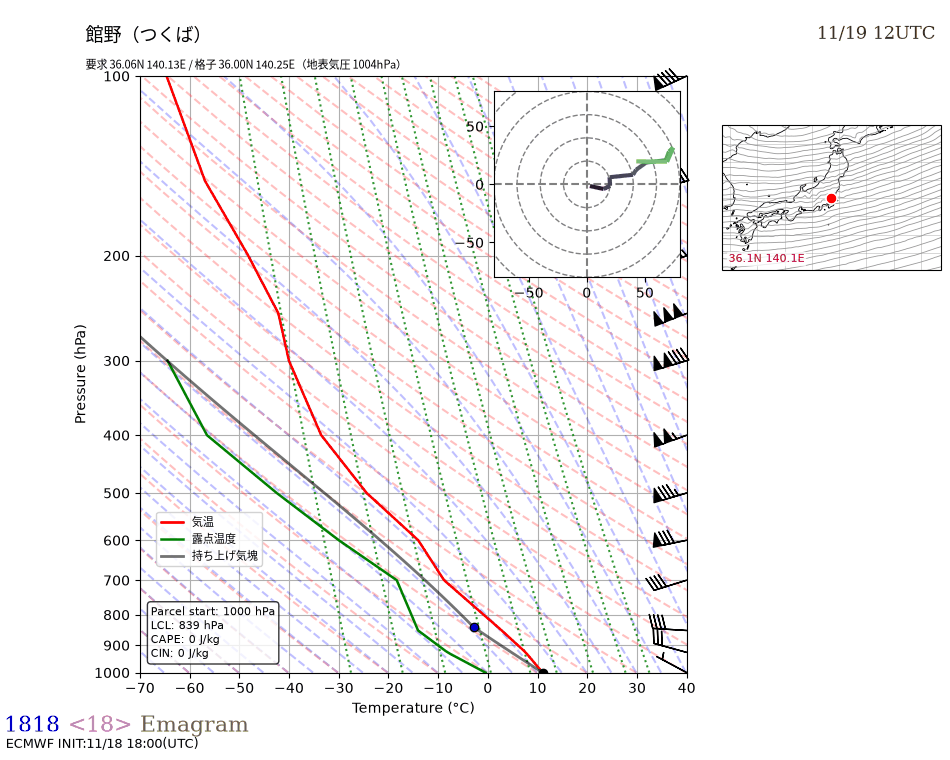 館野（つくば）
11/19 12UTC
要求 36.06N 140.13E / 格子 36.00N 140.25E（地表気圧 1004hPa）
100
200
300
400
500
600
700
800
900
1000
Pressure (hPa)
−70 −60 −50 −40 −30 −20 −10 0 10 20 30 40
Temperature (°C)
50
0
−50
−50 0 50
36.1N 140.1E
気温
露点温度
持ち上げ気塊
Parcel start: 1000 hPa
LCL: 839 hPa
CAPE: 0 J/kg
CIN: 0 J/kg
1818 <18> Emagram
ECMWF INIT:11/18 18:00(UTC)